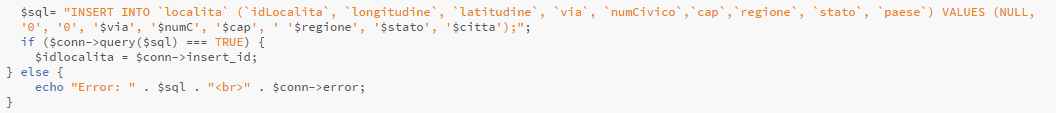 $sql= "INSERT INTO `localita` (`idLocalita`, `longitudine`, `latitudine`, `via`, `numCivico`,`cap`,`regione`, `stato`, `paese`) VALUES (NULL,
'0', '0', '$via', '$numC', '$cap', ' '$regione', '$stato', '$citta');";
if ($conn->query($sql) === TRUE) {
$idlocalita = $conn->insert_id;
} else {
echo "Error: " . $sql . "<br>" . $conn->error;
}